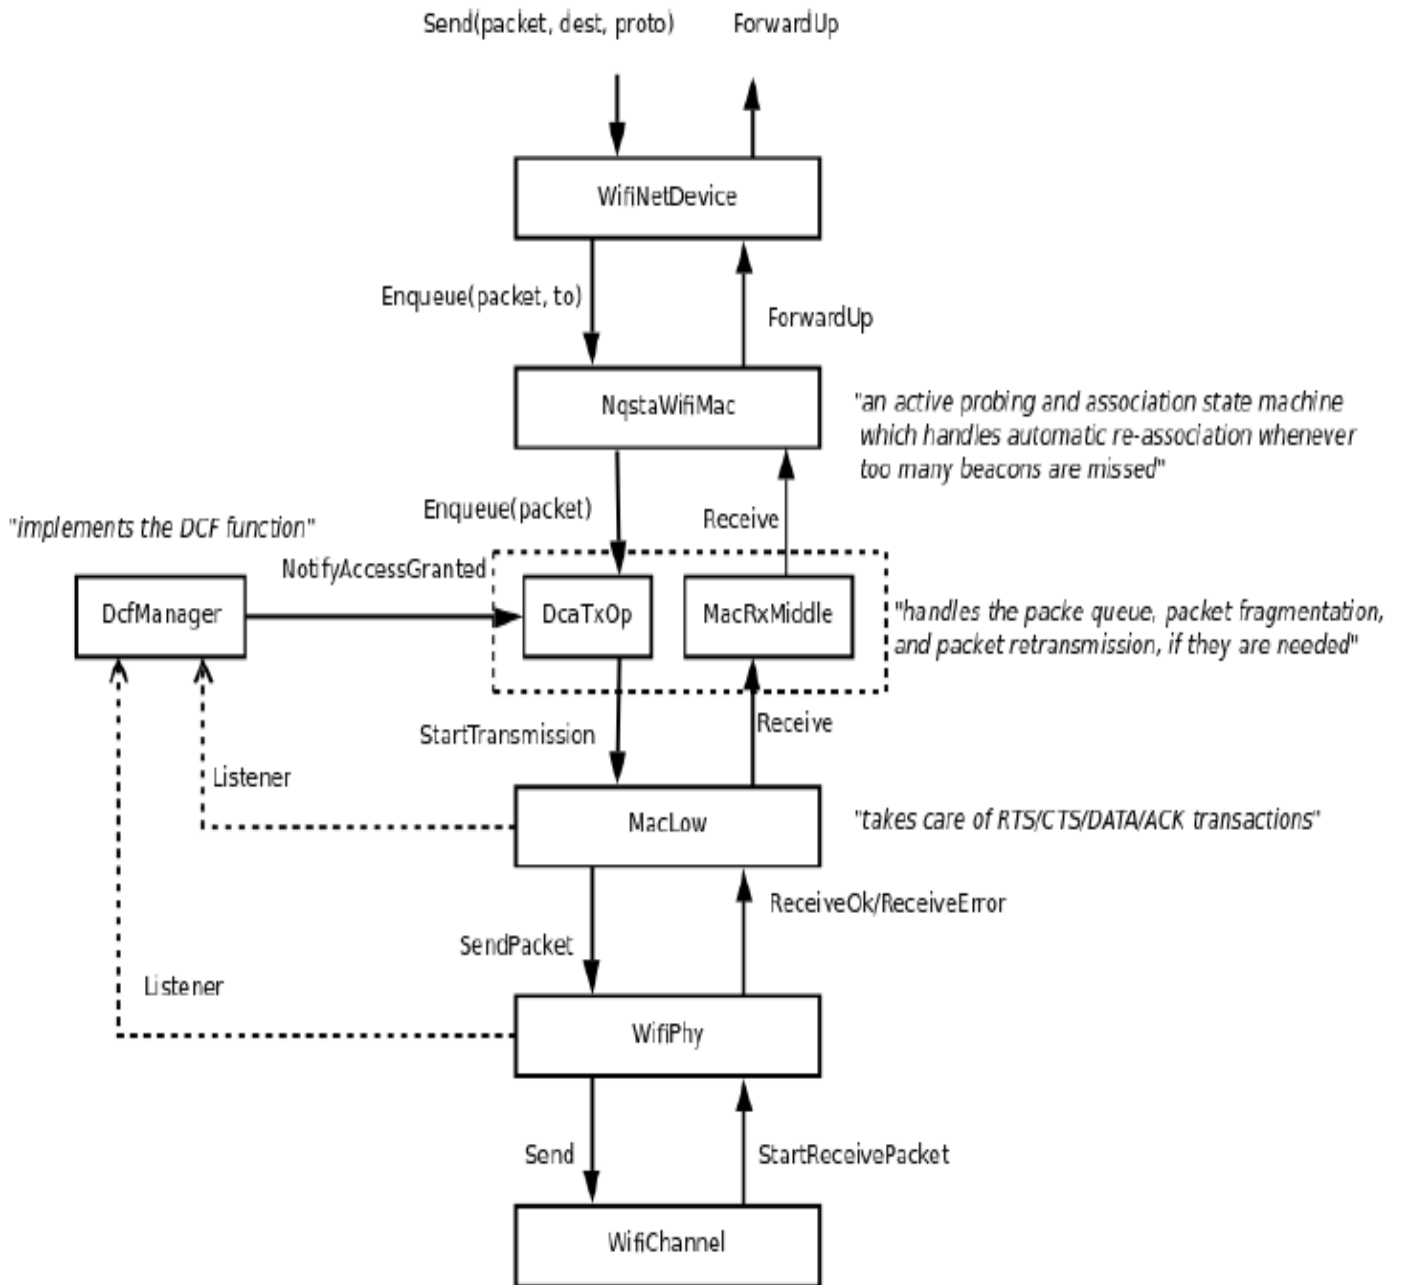 Send(packet, dest, proto)
ForwardUp
WifiNetDevice
Enqueue(packet, to)
ForwardUp
NqstaWifiMac
"an active probing and association state machine
which handles automatic re-association whenever
too many beacons are missed"
Enqueue(packet)
Receive
"implements the DCF function"
NotifyAccessGranted
DcfManager
DcaTxOp
MacRxMiddle
"handles the packe queue, packet fragmentation,
and packet retransmission, if they are needed"
StartTransmission
Receive
Listener
MacLow
"takes care of RTS/CTS/DATA/ACK transactions"
ReceiveOk/ReceiveError
SendPacket
Listener
WifiPhy
Send
StartReceivePacket
WifiChannel